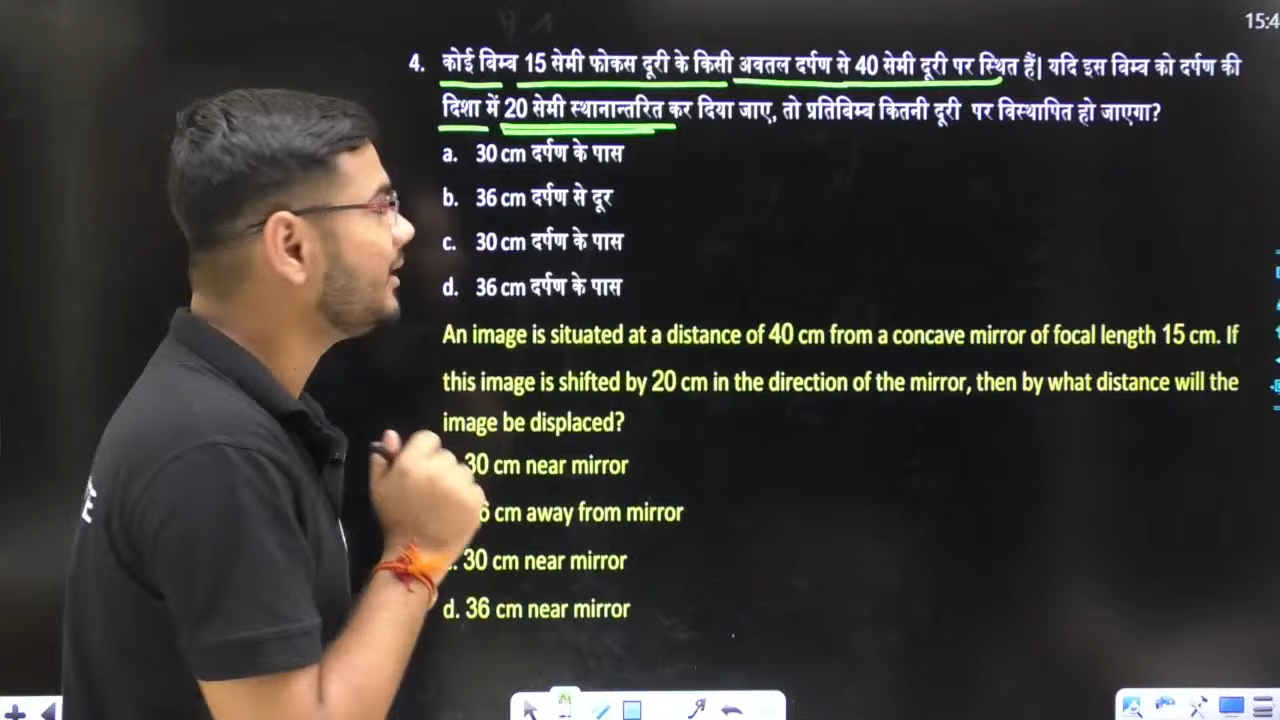 15:4
4. कोई बिम्ब 15 सेमी फोकस दूरी के किसी अवतल दर्पण से 40 सेमी दूरी पर स्थित हैं| यदि इस बिम्ब को दर्पण की
दिशा में 20 सेमी स्थानान्तरित कर दिया जाए, तो प्रतिविम्ब कितनी दूरी पर विस्थापित हो जाएगा?
a. 30 cm दर्पण के पास
b. 36 cm दर्पण से दूर
c. 30 cm दर्पण के पास
d. 36 cm दर्पण के पास
An image is situated at a distance of 40 cm from a concave mirror of focal length 15 cm. If
this image is shifted by 20 cm in the direction of the mirror, then by what distance will the
image be displaced?
30 cm near mirror
6 cm away from mirror
. 30 cm near mirror
d. 36 cm near mirror
E